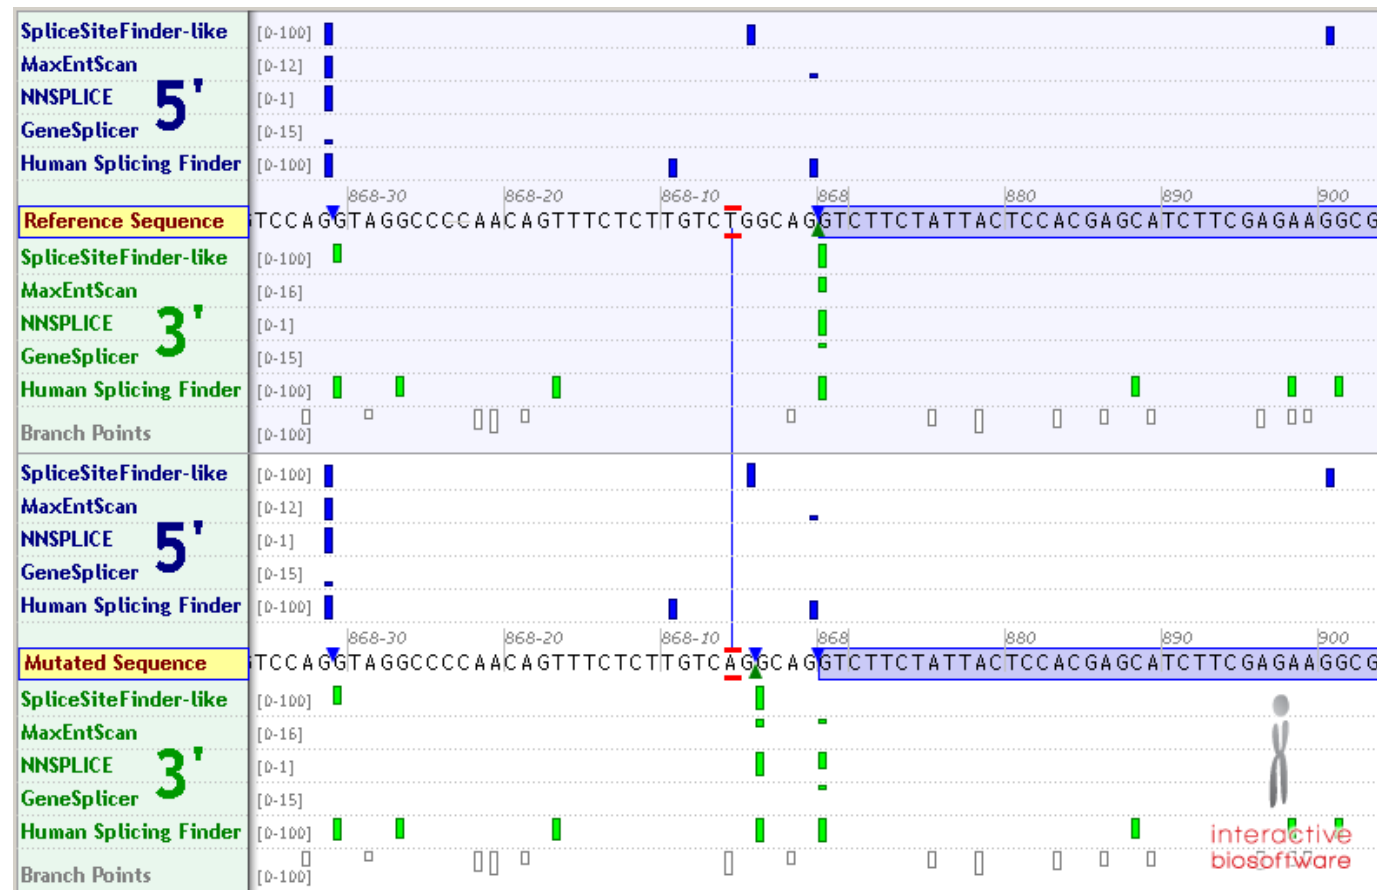 SpliceSiteFinder-like [0-100]
MaxEntScan [0-12]
NNSPLICE [0-1]
5'
GeneSplicer [0-15]
Human Splicing Finder [0-100]
868-30 868-20 868-10 868 880 890 900
Reference Sequence TCCAGGTAGGCCCCAACAGTTTCTCTTGTCTGGCAGGTCTTCTATTACTCCACGAGCATCTTCGAGAAGGCG
SpliceSiteFinder-like [0-100]
MaxEntScan [0-16]
NNSPLICE [0-1]
3'
GeneSplicer [0-15]
Human Splicing Finder [0-100]
Branch Points [0-100]
SpliceSiteFinder-like [0-100]
MaxEntScan [0-12]
NNSPLICE [0-1]
5'
GeneSplicer [0-15]
Human Splicing Finder [0-100]
868-30 868-20 868-10 868 880 890 900
Mutated Sequence TCCAGGTAGGCCCCAACAGTTTCTCTTGTCAGGCAGGTCTTCTATTACTCCACGAGCATCTTCGAGAAGGCG
SpliceSiteFinder-like [0-100]
MaxEntScan [0-16]
NNSPLICE [0-1]
3'
GeneSplicer [0-15]
Human Splicing Finder [0-100]
Branch Points [0-100]
interactive
biosoftware